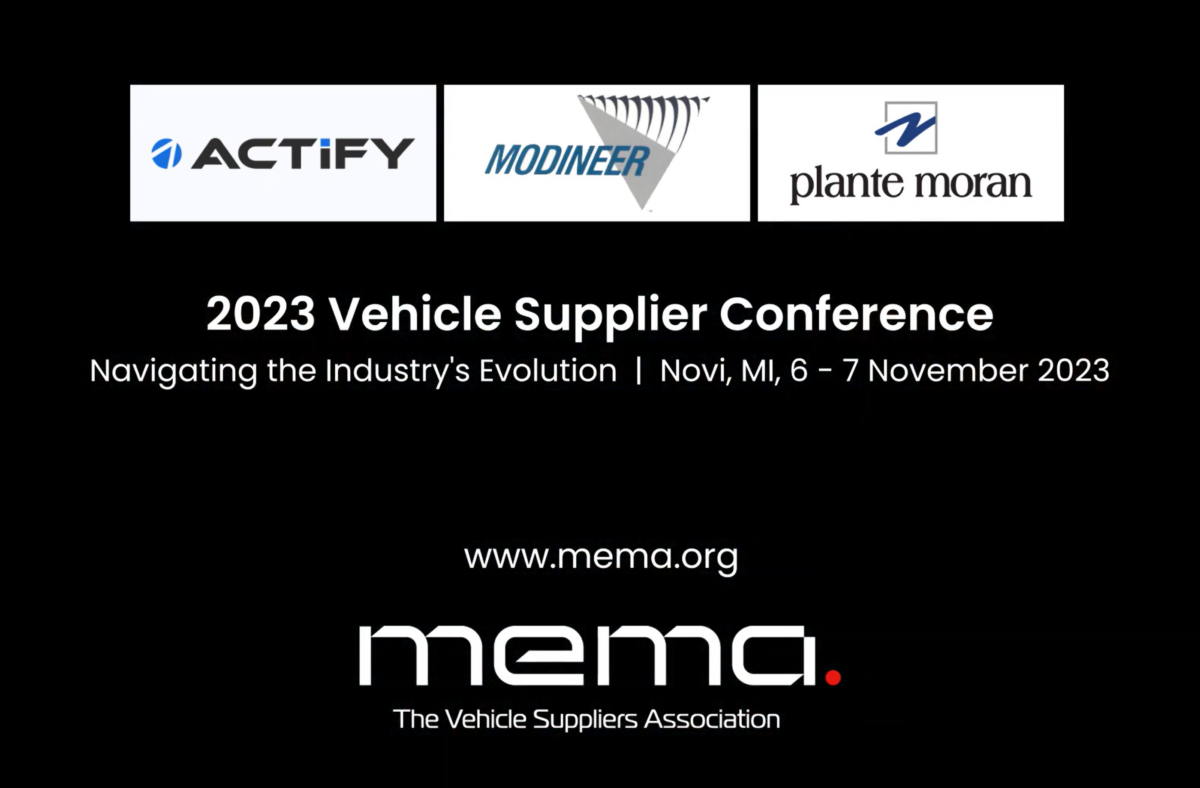 ACTiFY
MODINEER
plante moran
2023 Vehicle Supplier Conference
Navigating the Industry's Evolution | Novi, MI, 6 - 7 November 2023
www.mema.org
mema.
The Vehicle Suppliers Association